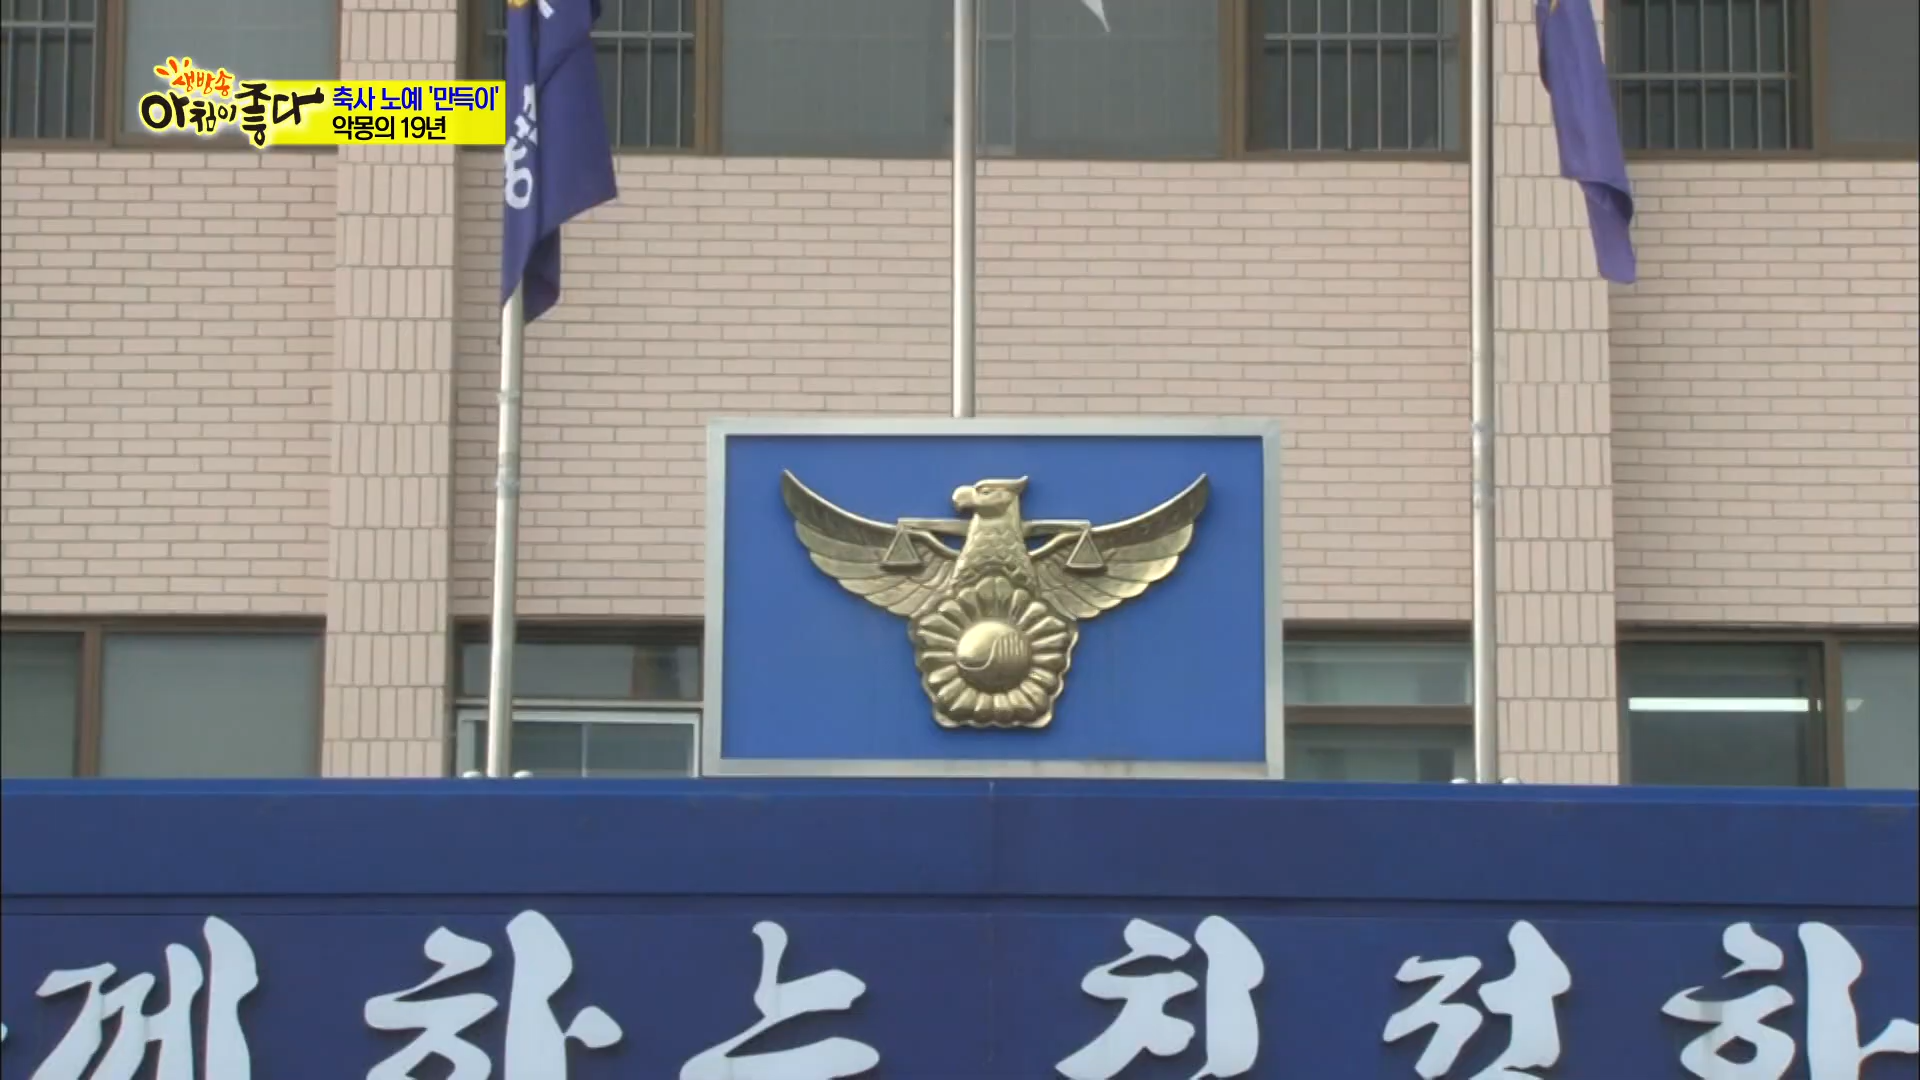 생방송
아침이 좋다
축사 노예 '만득이'
악몽의 19년
께하는 친절하